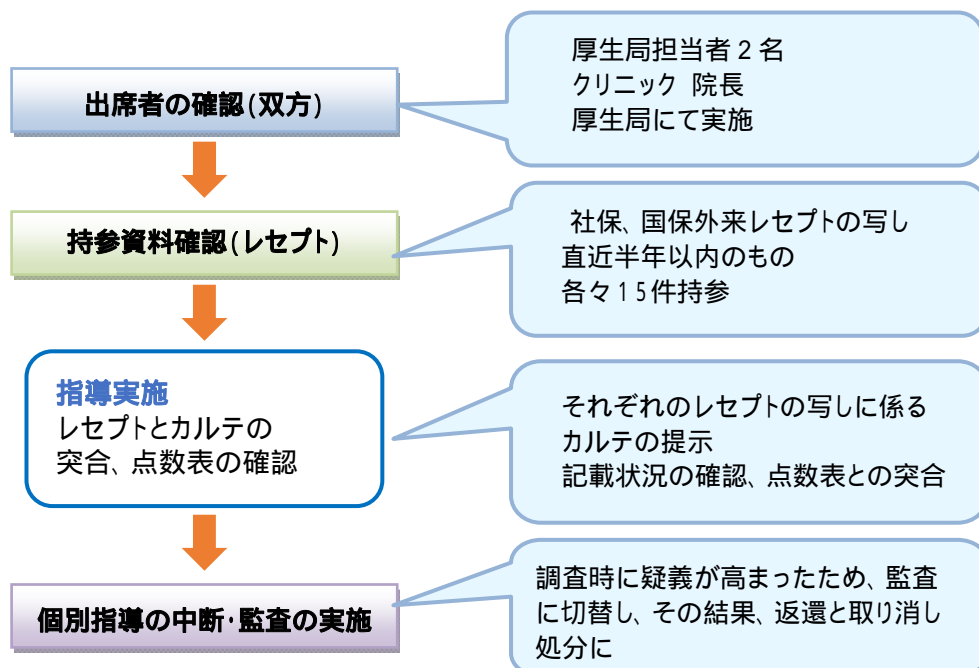 出席者の確認(双方)
厚生局担当者２名
クリニック 院長
厚生局にて実施
持参資料確認(レセプト)
社保、国保外来レセプトの写し
直近半年以内のもの
各々15件持参
指導実施
レセプトとカルテの
突合、点数表の確認
それぞれのレセプトの写しに係る
カルテの提示
記載状況の確認、点数表との突合
個別指導の中断・監査の実施
調査時に疑義が高まったため、監査
に切替し、その結果、返還と取り消し
処分に